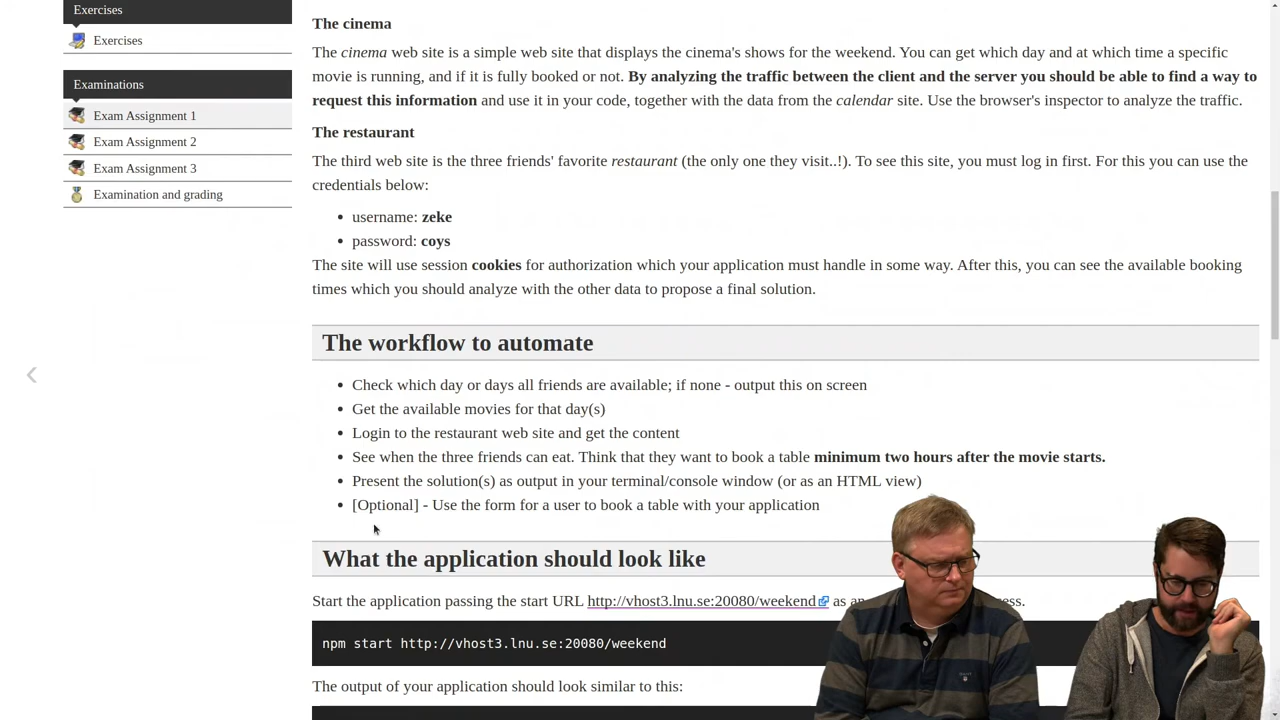 Exercises
Exercises
Examinations
Exam Assignment 1
Exam Assignment 2
Exam Assignment 3
Examination and grading
The cinema
The cinema web site is a simple web site that displays the cinema's shows for the weekend. You can get which day and at which time a specific
movie is running, and if it is fully booked or not. By analyzing the traffic between the client and the server you should be able to find a way to
request this information and use it in your code, together with the data from the calendar site. Use the browser's inspector to analyze the traffic.
The restaurant
The third web site is the three friends' favorite restaurant (the only one they visit..!). To see this site, you must log in first. For this you can use the
credentials below:
• username: zeke
• password: coys
The site will use session cookies for authorization which your application must handle in some way. After this, you can see the available booking
times which you should analyze with the other data to propose a final solution.
The workflow to automate
• Check which day or days all friends are available; if none - output this on screen
• Get the available movies for that day(s)
• Login to the restaurant web site and get the content
• See when the three friends can eat. Think that they want to book a table minimum two hours after the movie starts.
• Present the solution(s) as output in your terminal/console window (or as an HTML view)
• [Optional] - Use the form for a user to book a table with your application
What the application should look like
Start the application passing the start URL http://vhost3.lnu.se:20080/weekend as an
npm start http://vhost3.lnu.se:20080/weekend
The output of your application should look similar to this: